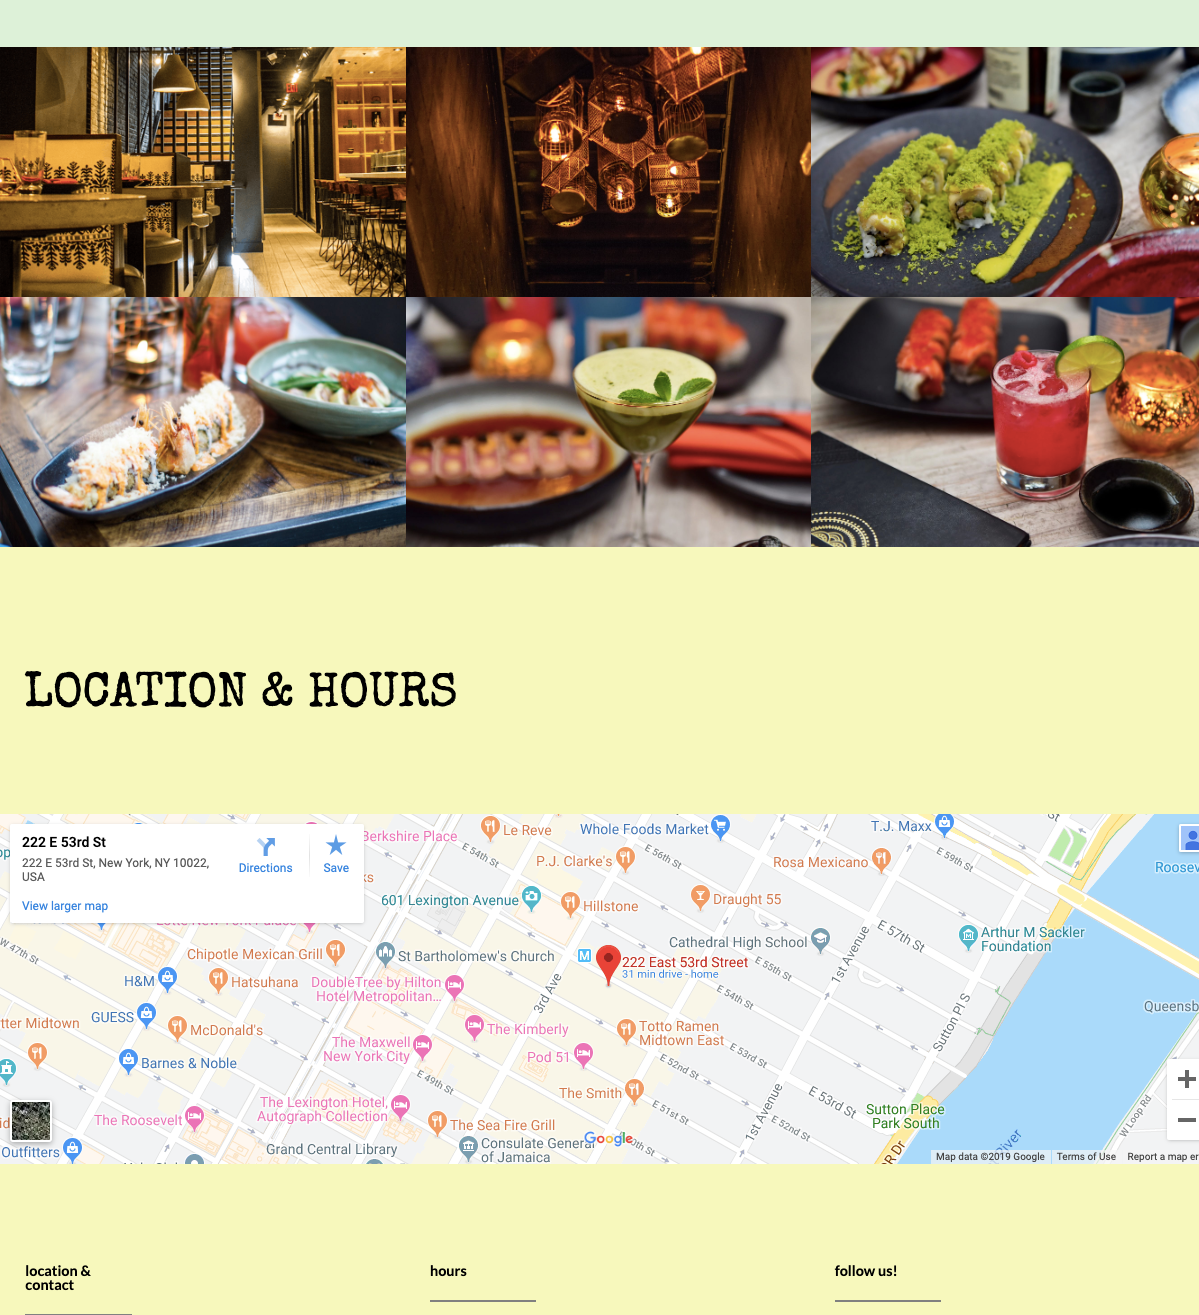 LOCATION & HOURS
222 E 53rd St
222 E 53rd St, New York, NY 10022,
USA
Directions
Save
View larger map
Berkshire Place
Le Reve
Whole Foods Market
T.J. Maxx
P.J. Clarke's
Rosa Mexicano
E 59th St
601 Lexington Avenue
Hillstone
Draught 55
W 47th St
Chipotle Mexican Grill
St Bartholomew's Church
Cathedral High School
1st Avenue
E 57th St
Arthur M Sackler
Foundation
M
222 East 53rd Street
31 min drive - home
E 55th St
H&M
Hatsuhana
DoubleTree by Hilton
Hotel Metropolitan...
3rd Ave
E 54th St
Sutton Pl S
GUESS
McDonald's
The Kimberly
Totto Ramen
Midtown East
tter Midtown
The Maxwell
New York City
Pod 51
E 53rd St
E 52nd St
Barnes & Noble
E 49th St
The Smith
E 51st St
1st Avenue
E 53rd St
E 52nd St
Sutton Place
Park South
W Loop Rd
The Lexington Hotel,
Autograph Collection
The Roosevelt
The Sea Fire Grill
Google
Outfitters
Grand Central Library
Consulate General
of Jamaica
DR Dr
River
Map data ©2019 Google
Terms of Use
Report a map er
location &
contact
hours
follow us!